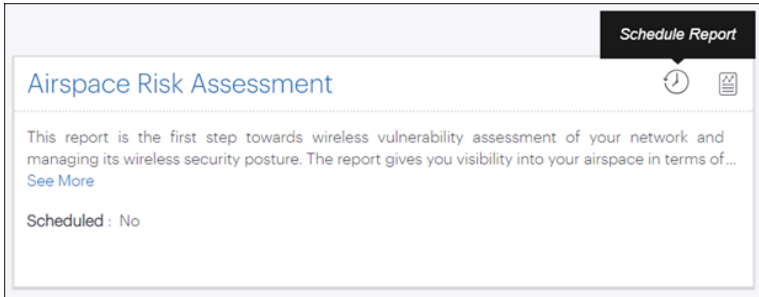 Schedule Report
Airspace Risk Assessment
This report is the first step towards wireless vulnerability assessment of your network and
managing its wireless security posture. The report gives you visibility into your airspace in terms of...
See More
Scheduled : No